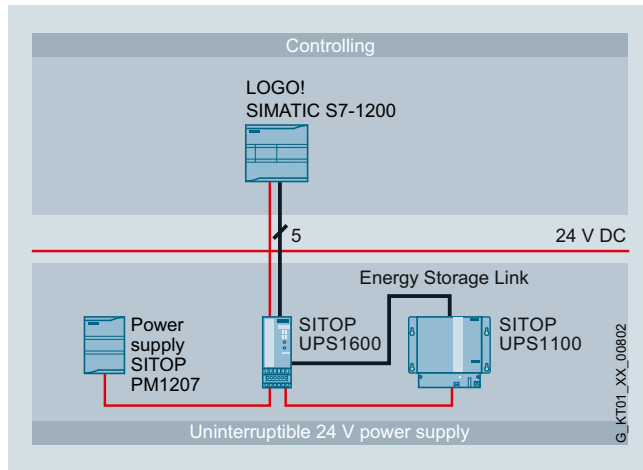 Controlling
LOGO!
SIMATIC S7-1200
5
24 V DC
Energy Storage Link
Power
supply
SITOP
PM1207
SITOP
UPS1600
SITOP
UPS1100
G_KT01_XX_00802
Uninterruptible 24 V power supply